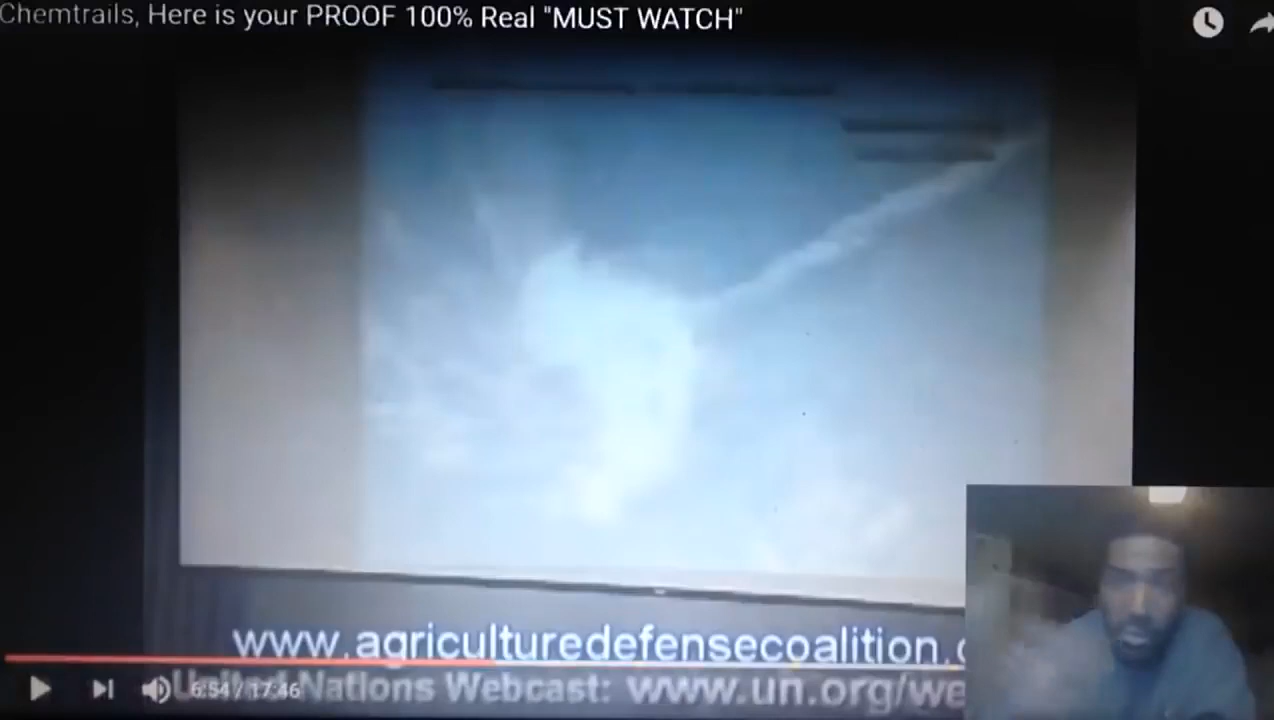 Chemtrails, Here is your PROOF 100% Real "MUST WATCH"
www.agriculturedefensecoalition.
6:54 / 17:46
United Nations Webcast: www.un.org/we